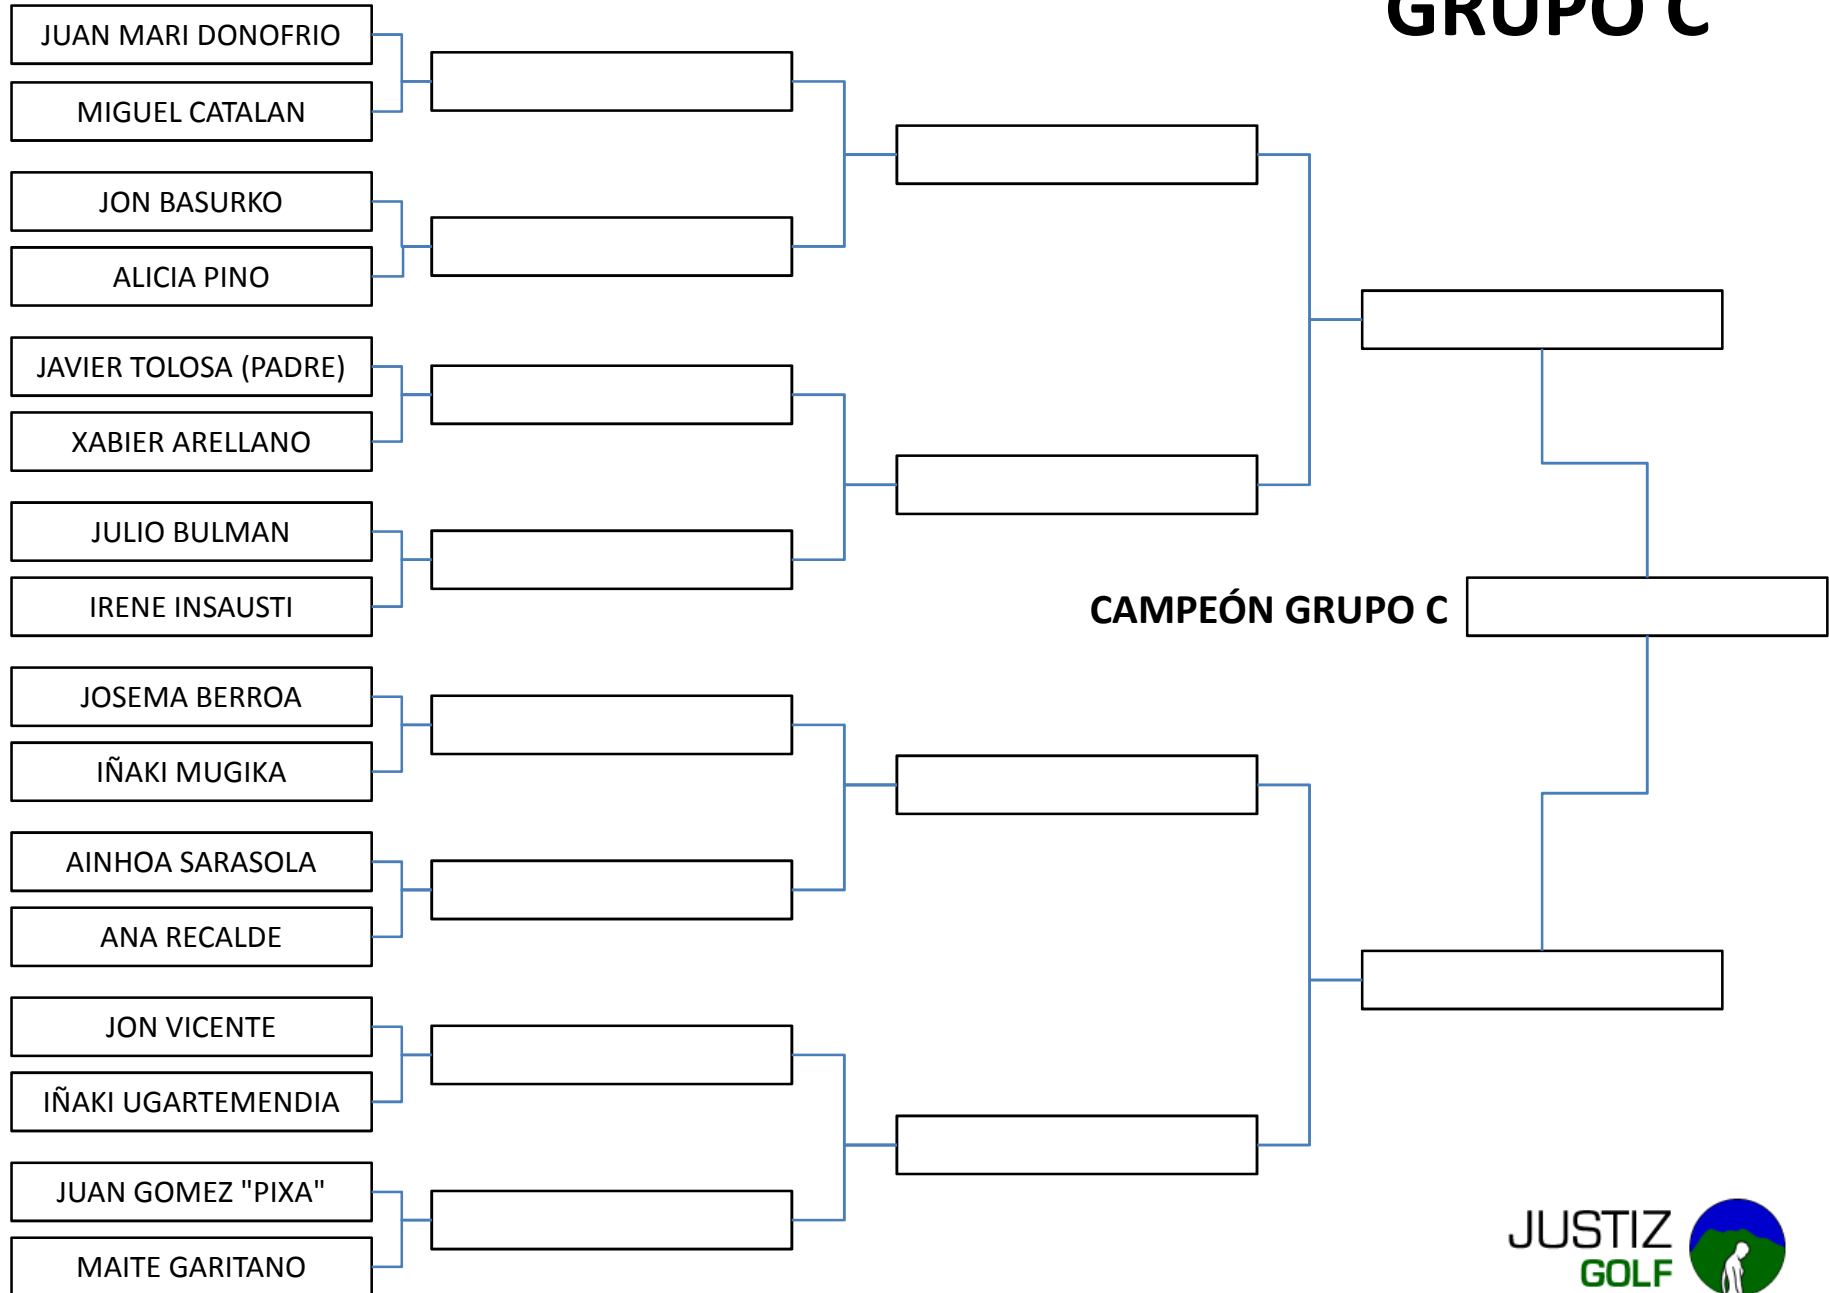 GRUPO C
JUAN MARI DONOFRIO
MIGUEL CATALAN
JON BASURKO
ALICIA PINO
JAVIER TOLOSA (PADRE)
XABIER ARELLANO
JULIO BULMAN
IRENE INSAUSTI
CAMPEÓN GRUPO C
JOSEMA BERROA
IÑAKI MUGIKA
AINHOA SARASOLA
ANA RECALDE
JON VICENTE
IÑAKI UGARTEMENDIA
JUAN GOMEZ "PIXA"
MAITE GARITANO
JUSTIZ
GOLF